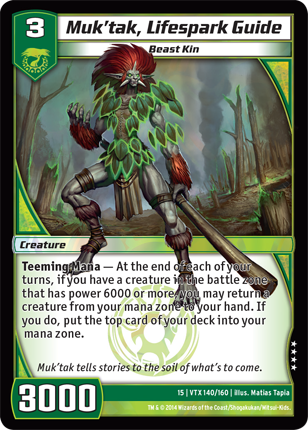 3
Muk'tak, Lifespark Guide
Beast Kin
Creature
Teeming Mana — At the end of each of your
turns, if you have a creature in the battle zone
that has power 6000 or more, you may return a
creature from your mana zone to your hand. If
you do, put the top card of your deck into your
mana zone.
Muk'tak tells stories to the soil of what's to come.
3000
15 | VTX 140/160 | illus. Matias Tapia
TM & © 2014 Wizards of the Coast/Shogakukan/Mitsui-Kids.